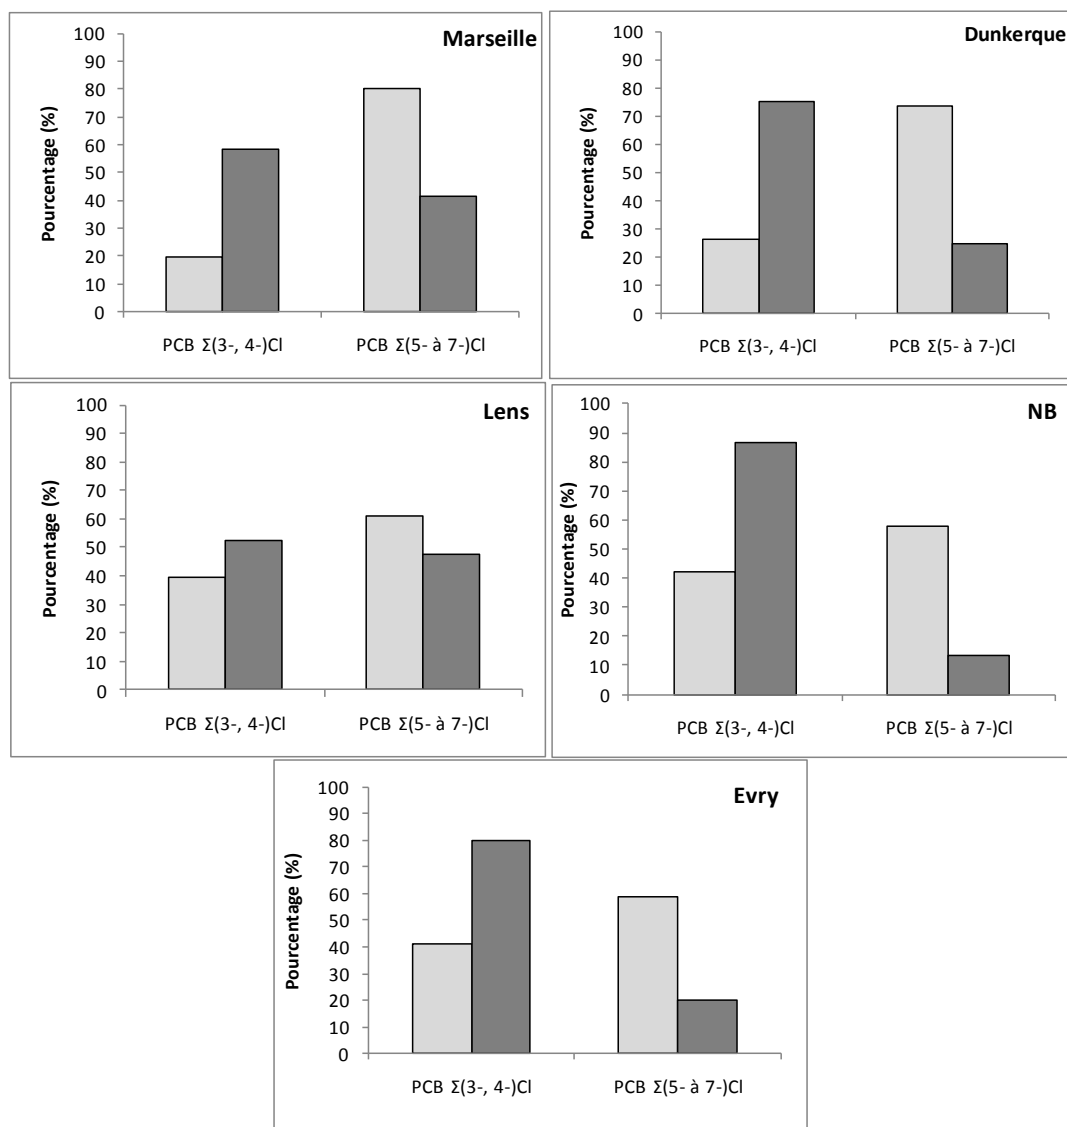 Marseille
Pourcentage (%)
100
90
80
70
60
50
40
30
20
10
0
PCB Σ(3-, 4-)Cl
PCB Σ(5- à 7-)Cl
Dunkerque
Pourcentage (%)
100
90
80
70
60
50
40
30
20
10
0
PCB Σ(3-, 4-)Cl
PCB Σ(5- à 7-)Cl
Lens
Pourcentage (%)
100
90
80
70
60
50
40
30
20
10
0
PCB Σ(3-, 4-)Cl
PCB Σ(5- à 7-)Cl
NB
Pourcentage (%)
100
90
80
70
60
50
40
30
20
10
0
PCB Σ(3-, 4-)Cl
PCB Σ(5- à 7-)Cl
Evry
Pourcentage (%)
100
90
80
70
60
50
40
30
20
10
0
PCB Σ(3-, 4-)Cl
PCB Σ(5- à 7-)Cl